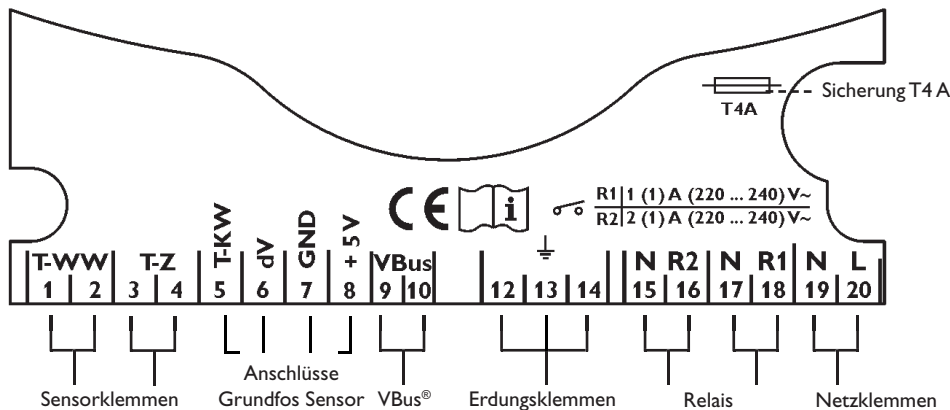 T4A
Sicherung T4 A
CE i
R1 1 (1) A (220 ... 240) V~
R2 2 (1) A (220 ... 240) V~
T-WW T-Z T-KW dV GND + 5 V VBus N R2 N R1 N L
1 2 3 4 5 6 7 8 9 10 12 13 14 15 16 17 18 19 20
Sensorklemmen
Anschlüsse
Grundfos Sensor
VBus®
Erdungsklemmen
Relais
Netzklemmen